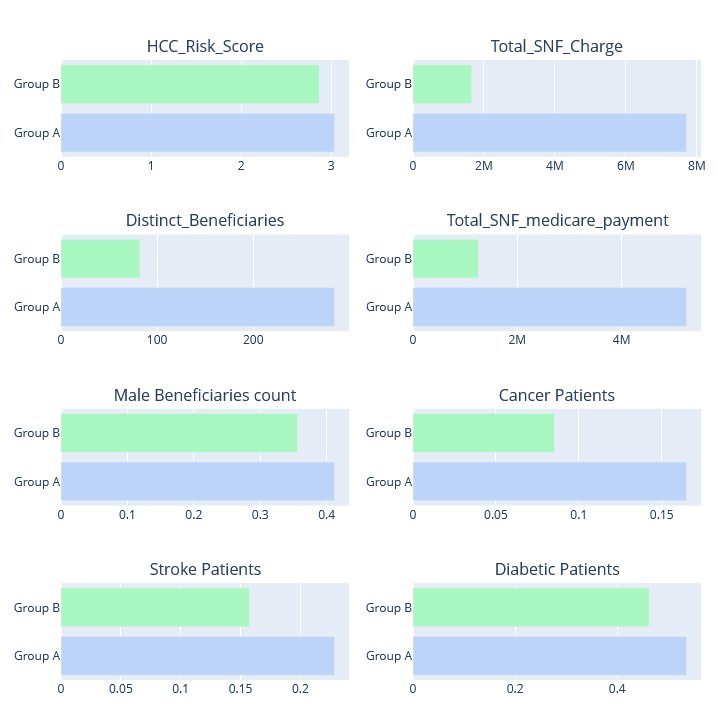 HCC_Risk_Score
Group B
Group A
0 1 2 3
Total_SNF_Charge
Group B
Group A
0 2M 4M 6M 8M
Distinct_Beneficiaries
Group B
Group A
0 100 200
Total_SNF_medicare_payment
Group B
Group A
0 2M 4M
Male Beneficiaries count
Group B
Group A
0 0.1 0.2 0.3 0.4
Cancer Patients
Group B
Group A
0 0.05 0.1 0.15
Stroke Patients
Group B
Group A
0 0.05 0.1 0.15 0.2
Diabetic Patients
Group B
Group A
0 0.2 0.4